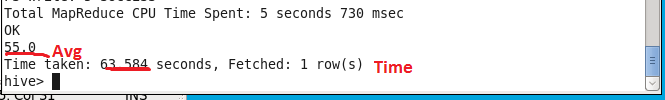 Total MapReduce CPU Time Spent: 5 seconds 730 msec
OK
55.0 Avg
Time taken: 63.584 seconds, Fetched: 1 row(s) Time
hive>